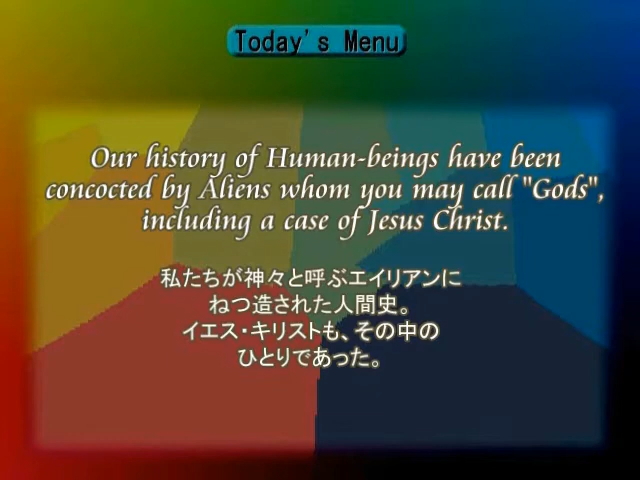 Today's Menu
Our history of Human-beings have been
concocted by Aliens whom you may call "Gods",
including a case of Jesus Christ.
私たちが神々と呼ぶエイリアンに
ねつ造された人間史。
イエス・キリストも、その中の
ひとりであった。